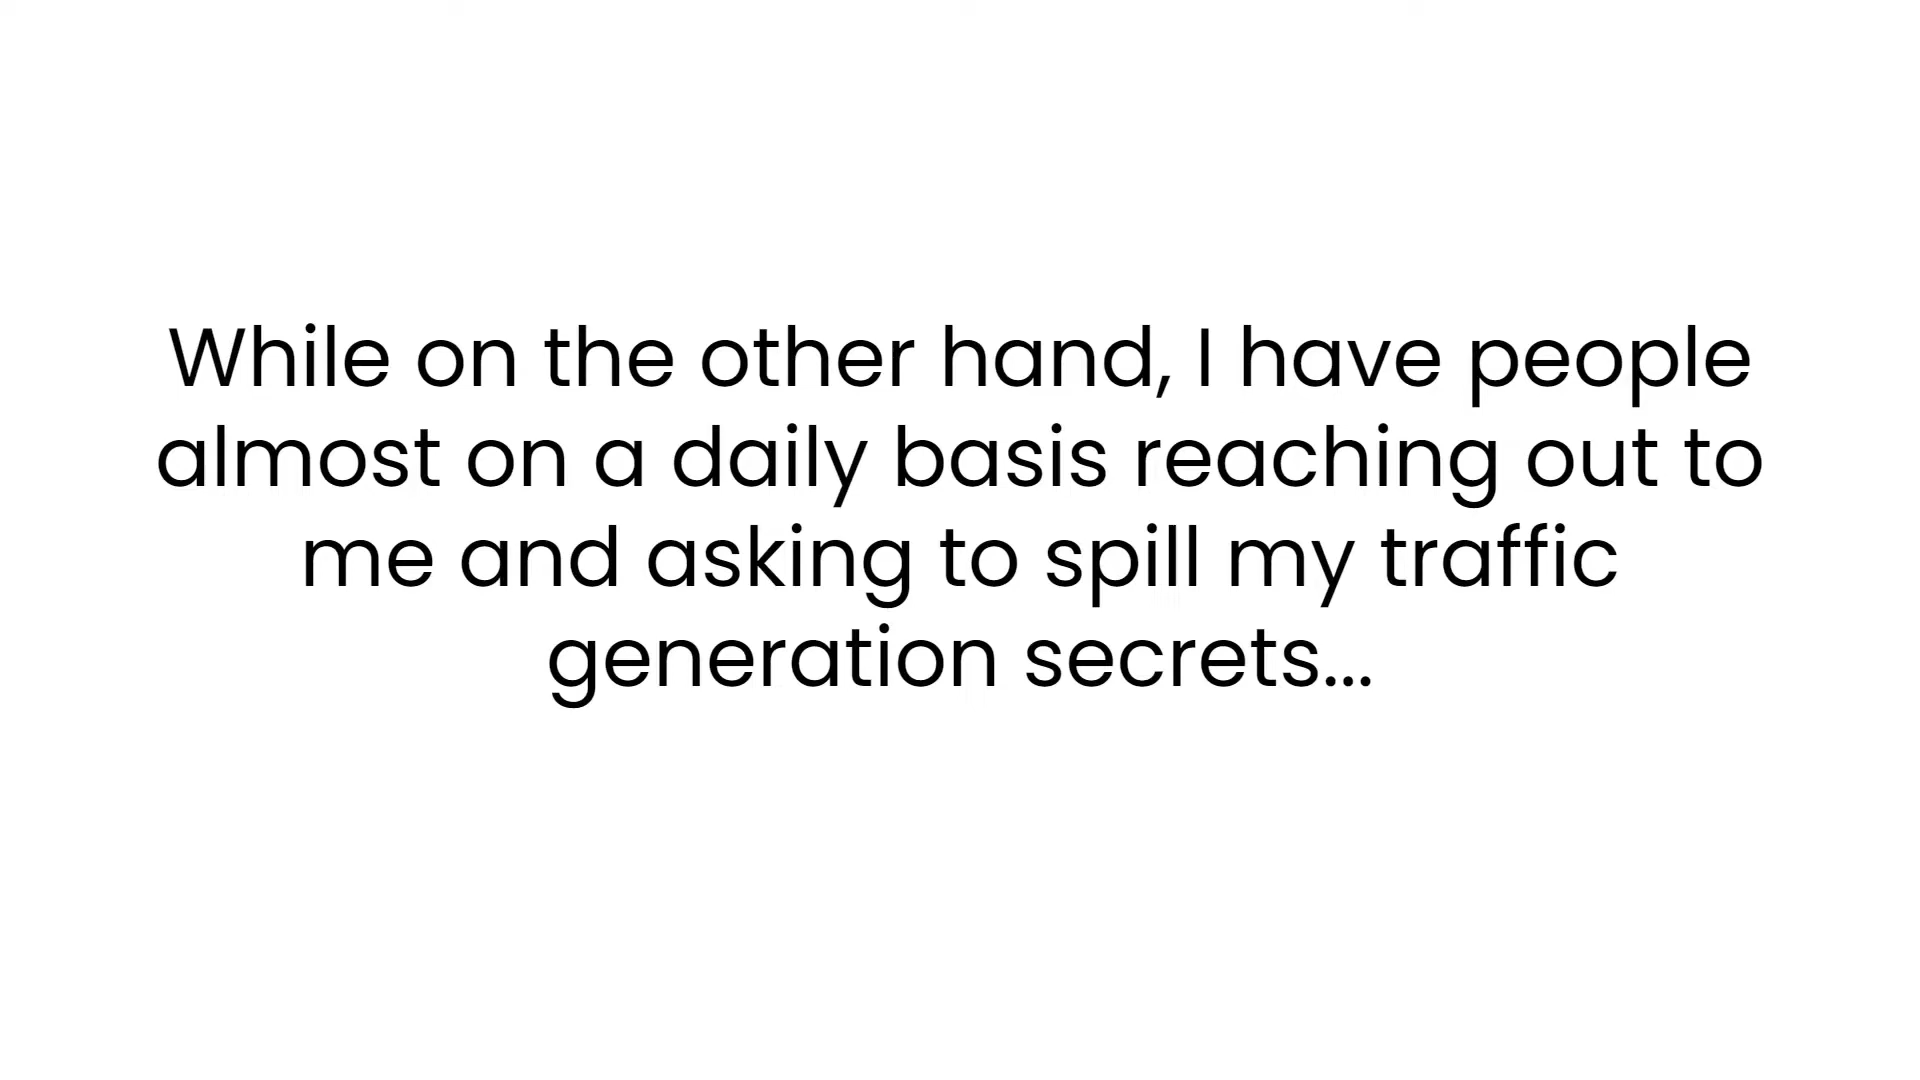 While on the other hand, I have people
almost on a daily basis reaching out to
me and asking to spill my traffic
generation secrets...